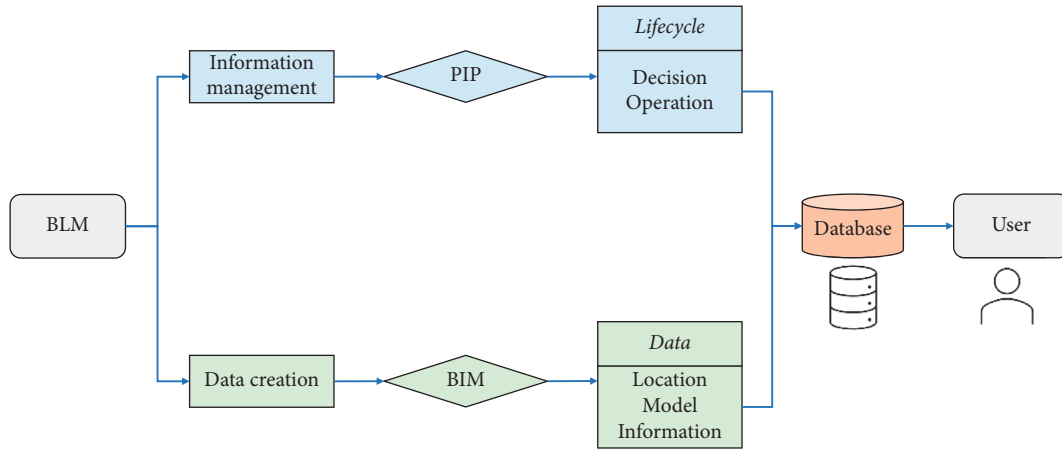 BLM
Information
management
PIP
Lifecycle
Decision
Operation
Data creation
BIM
Data
Location
Model
Information
Database
User